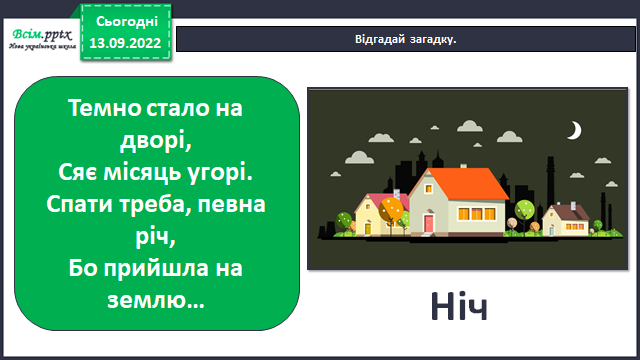 Всім.pptx
Нова українська школа
Сьогодні
13.09.2022
Відгадай загадку.
Темно стало на
дворі,
Сяє місяць угорі.
Спати треба, певна
річ,
Бо прийшла на
землю...
Ніч